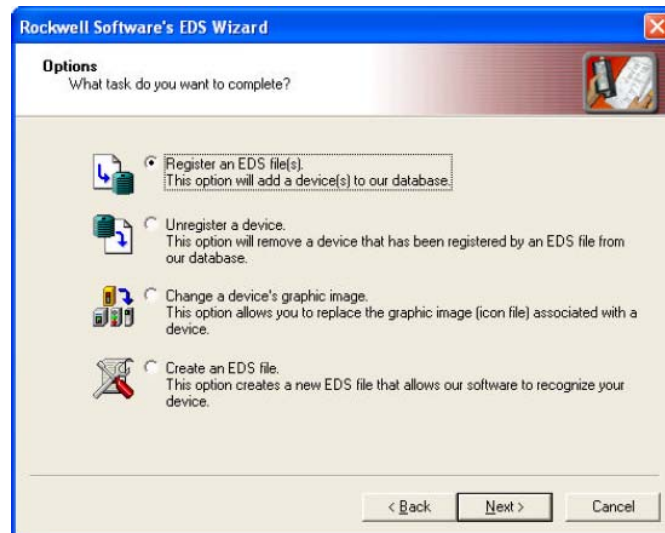 Rockwell Software's EDS Wizard
Options
What task do you want to complete?
Register an EDS file(s).
This option will add a device(s) to our database.
Unregister a device.
This option will remove a device that has been registered by an EDS file from
our database.
Change a device's graphic image.
This option allows you to replace the graphic image (icon file) associated with a
device.
Create an EDS file.
This option creates a new EDS file that allows our software to recognize your
device.
< Back
Next >
Cancel